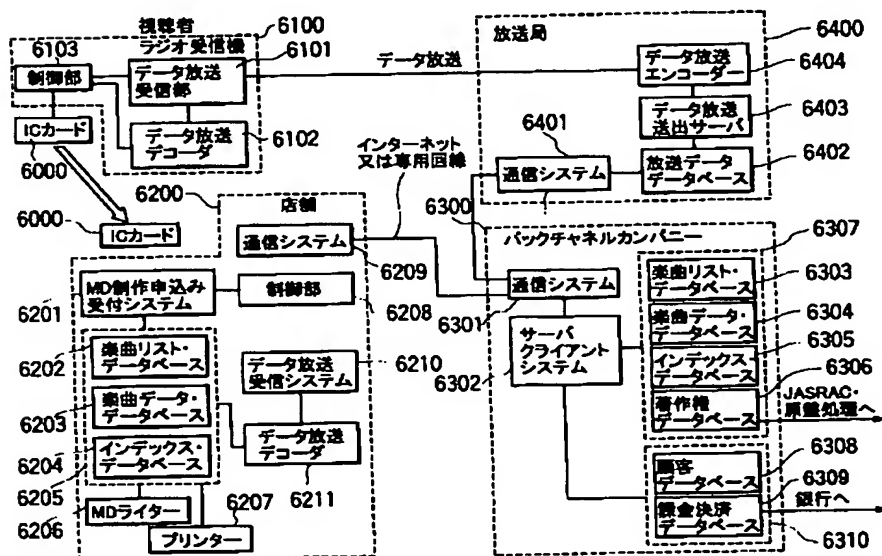 視聴者
6100
ラジオ受信機
6103
6101
制御部
データ放送
受信部
ICカード
6000
データ放送
デコーダ
6102
データ放送
放送局
6400
データ放送
エンコーダー
6404
データ放送
送出サーバ
6403
6401
通信システム
放送データ
データベース
6402
インターネット
又は専用回線
6000
ICカード
6200
店舗
通信システム
6209
MD制作申込み
受付システム
6201
制御部
6208
6202
楽曲リスト・
データベース
6203
楽曲データ・
データベース
6204
インデックス・
データベース
6205
6206
MDライター
6207
プリンター
データ放送
受信システム
6210
データ放送
デコーダ
6211
6300
バックチャネルカンパニー
6307
通信システム
6301
サーバ
クライアント
システム
6302
楽曲リスト・
データベース
6303
楽曲データ・
データベース
6304
インデックス・
データベース
6305
著作権
データベース
6306
JASRAC・
原盤処理へ
顧客
データベース
6308
課金決済
データベース
6309
銀行へ
6310